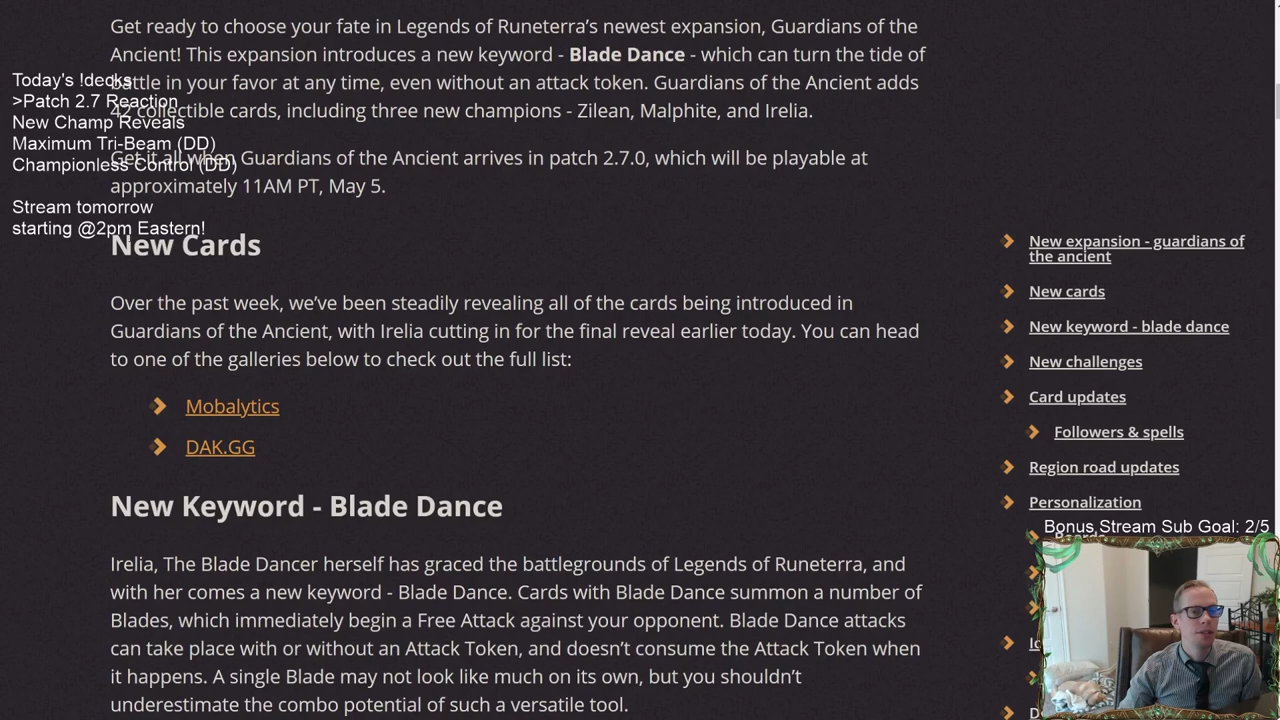 Get ready to choose your fate in Legends of Runeterra's newest expansion, Guardians of the
Ancient! This expansion introduces a new keyword - Blade Dance - which can turn the tide of
battle in your favor at any time, even without an attack token. Guardians of the Ancient adds
42 collectible cards, including three new champions - Zilean, Malphite, and Irelia.
Get it all when Guardians of the Ancient arrives in patch 2.7.0, which will be playable at
approximately 11AM PT, May 5.
Today's !decks
>Patch 2.7 Reaction
New Champ Reveals
Maximum Tri-Beam (DD)
Championless Control (DD)
Stream tomorrow
starting @2pm Eastern!
New Cards
Over the past week, we've been steadily revealing all of the cards being introduced in
Guardians of the Ancient, with Irelia cutting in for the final reveal earlier today. You can head
to one of the galleries below to check out the full list:
Mobalytics
DAK.GG
New Keyword - Blade Dance
Irelia, The Blade Dancer herself has graced the battlegrounds of Legends of Runeterra, and
with her comes a new keyword - Blade Dance. Cards with Blade Dance summon a number of
Blades, which immediately begin a Free Attack against your opponent. Blade Dance attacks
can take place with or without an Attack Token, and doesn't consume the Attack Token when
it happens. A single Blade may not look like much on its own, but you shouldn't
underestimate the combo potential of such a versatile tool.
New expansion - guardians of
the ancient
New cards
New keyword - blade dance
New challenges
Card updates
Followers & spells
Region road updates
Personalization
Bonus Stream Sub Goal: 2/5